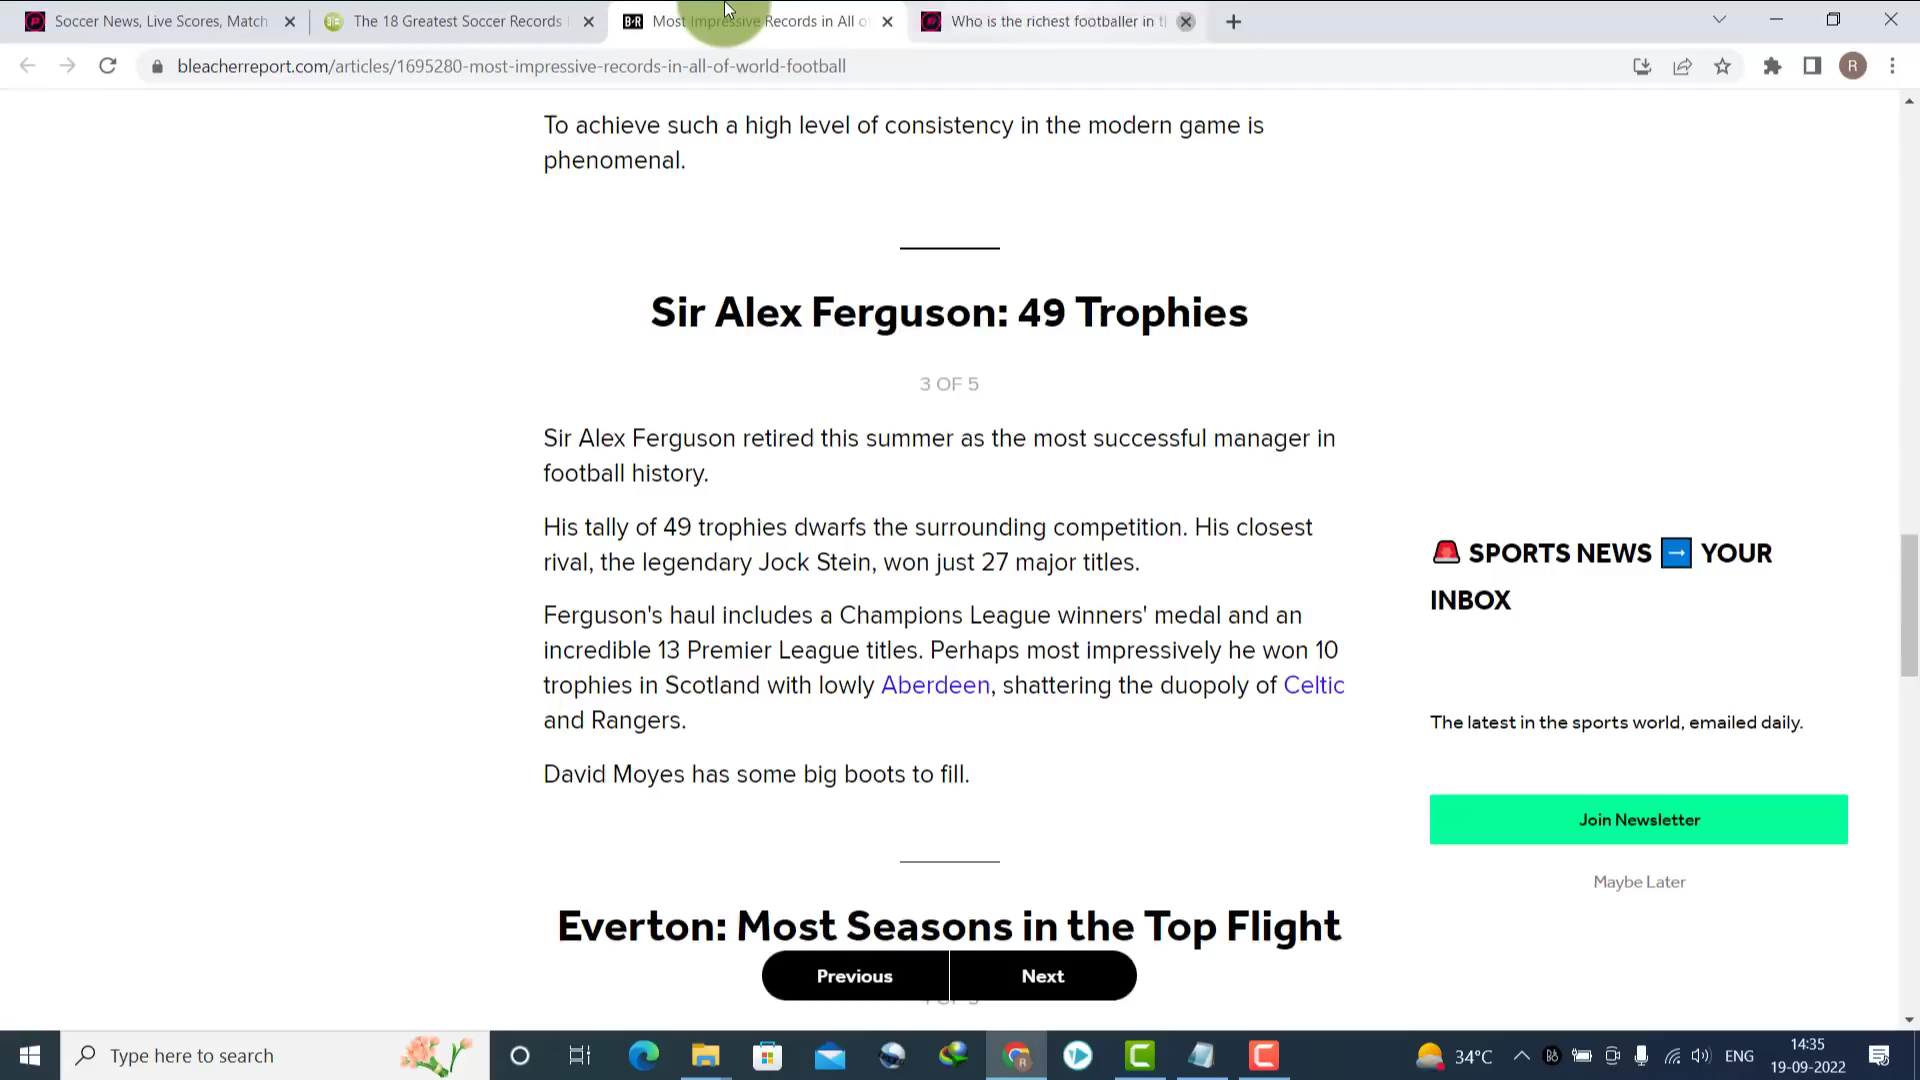 Soccer News, Live Scores, Match
The 18 Greatest Soccer Records
B/R Most Impressive Records in All of
Who is the richest footballer in t
bleacherreport.com/articles/1695280-most-impressive-records-in-all-of-world-football
R
To achieve such a high level of consistency in the modern game is
phenomenal.
Sir Alex Ferguson: 49 Trophies
3 OF 5
Sir Alex Ferguson retired this summer as the most successful manager in
football history.
His tally of 49 trophies dwarfs the surrounding competition. His closest
rival, the legendary Jock Stein, won just 27 major titles.
Ferguson's haul includes a Champions League winners' medal and an
incredible 13 Premier League titles. Perhaps most impressively he won 10
trophies in Scotland with lowly Aberdeen, shattering the duopoly of Celtic
and Rangers.
David Moyes has some big boots to fill.
🚨 SPORTS NEWS ➡️ YOUR
INBOX
The latest in the sports world, emailed daily.
Join Newsletter
Maybe Later
Everton: Most Seasons in the Top Flight
Previous
Next
Type here to search
34°C
ENG
14:35
19-09-2022